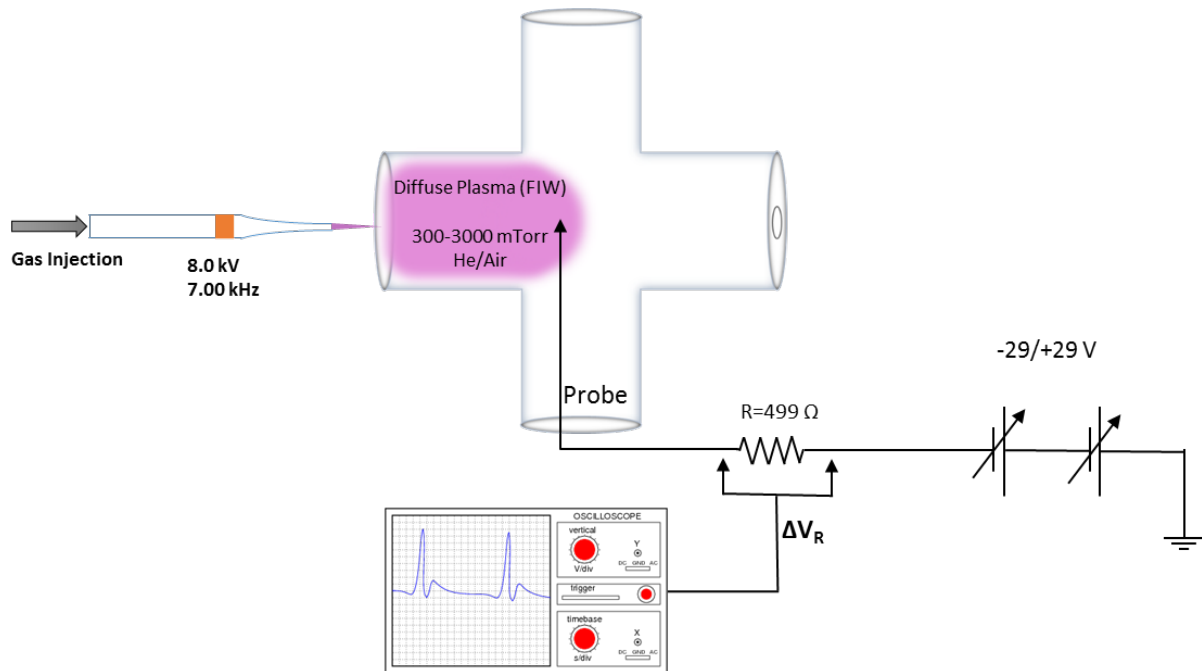 Diffuse Plasma (FIW)
300-3000 mTorr
He/Air
Gas Injection
8.0 kV
7.00 kHz
-29/+29 V
Probe
R=499 Ω
ΔV_R
OSCILLOSCOPE
vertical
V/div
Y
DC GND AC
trigger
timebase
s/div
X
DC GND AC